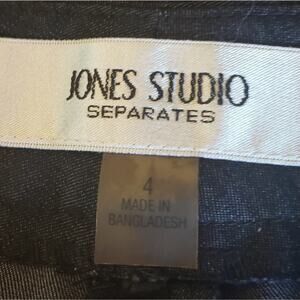 JONES STUDIO
SEPARATES
4
MADE IN
BANGLADESH